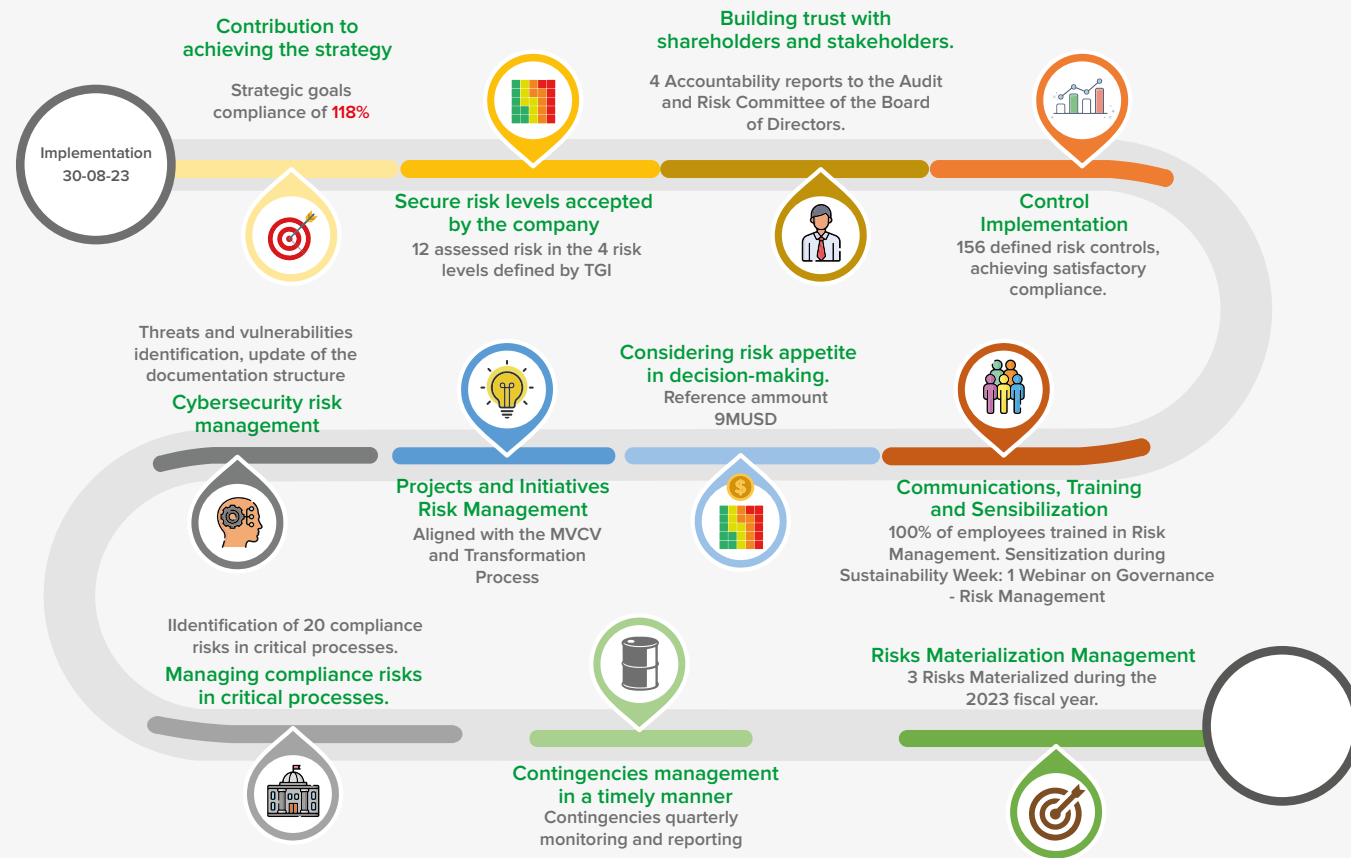 Contribution to
achieving the strategy
Strategic goals
compliance of 118%
Building trust with
shareholders and stakeholders.
4 Accountability reports to the Audit
and Risk Committee of the Board
of Directors.
Implementation
30-08-23
Secure risk levels accepted
by the company
12 assessed risk in the 4 risk
levels defined by TGI
Control
Implementation
156 defined risk controls,
achieving satisfactory
compliance.
Threats and vulnerabilities
identification, update of the
documentation structure
Cybersecurity risk
management
Considering risk appetite
in decision-making.
Reference ammount
9MUSD
Projects and Initiatives
Risk Management
Aligned with the MVCV
and Transformation
Process
Communications, Training
and Sensibilization
100% of employees trained in Risk
Management. Sensitization during
Sustainability Week: 1 Webinar on Governance
- Risk Management
IIdentification of 20 compliance
risks in critical processes.
Managing compliance risks
in critical processes.
Risks Materialization Management
3 Risks Materialized during the
2023 fiscal year.
Contingencies management
in a timely manner
Contingencies quarterly
monitoring and reporting